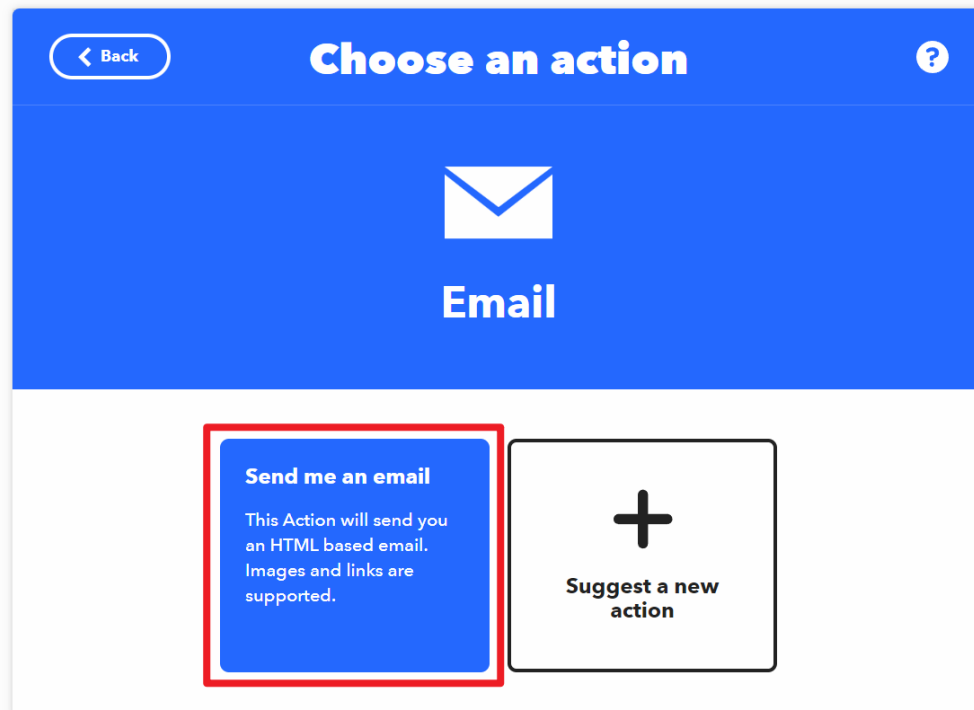 Back
Choose an action
?
Email
Send me an email
This Action will send you
an HTML based email.
Images and links are
supported.
Suggest a new
action